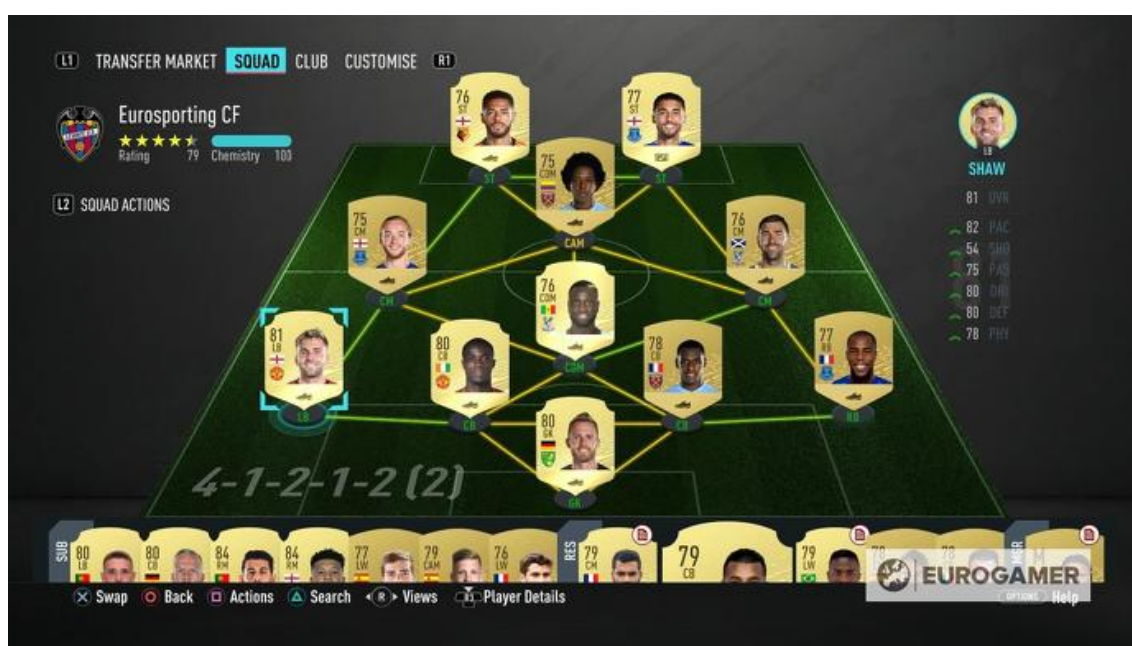 L1 TRANSFER MARKET SQUAD CLUB CUSTOMISE R1
Eurosporting CF
Rating 79 Chemistry 100
L2 SQUAD ACTIONS
76
ST
77
ST
75
CDM
ST
ST
75
CM
76
CM
CAM
76
CDM
CM
CM
81
LB
80
CB
78
CB
77
RB
CDM
LB
CB
CB
RB
80
GK
GK
LB
SHAW
81 OVR
82 PAC
54 SHO
75 PAS
80 DRI
80 DEF
78 PHY
4-1-2-1-2 (2)
SUB
80
LB
80
CB
84
RM
84
RM
77
LW
79
CAM
76
LW
RES
79
CM
79
CB
79
LW
78
78
MGR
M
EUROGAMER
Swap Back Actions Search R Views Player Details OPTIONS Help